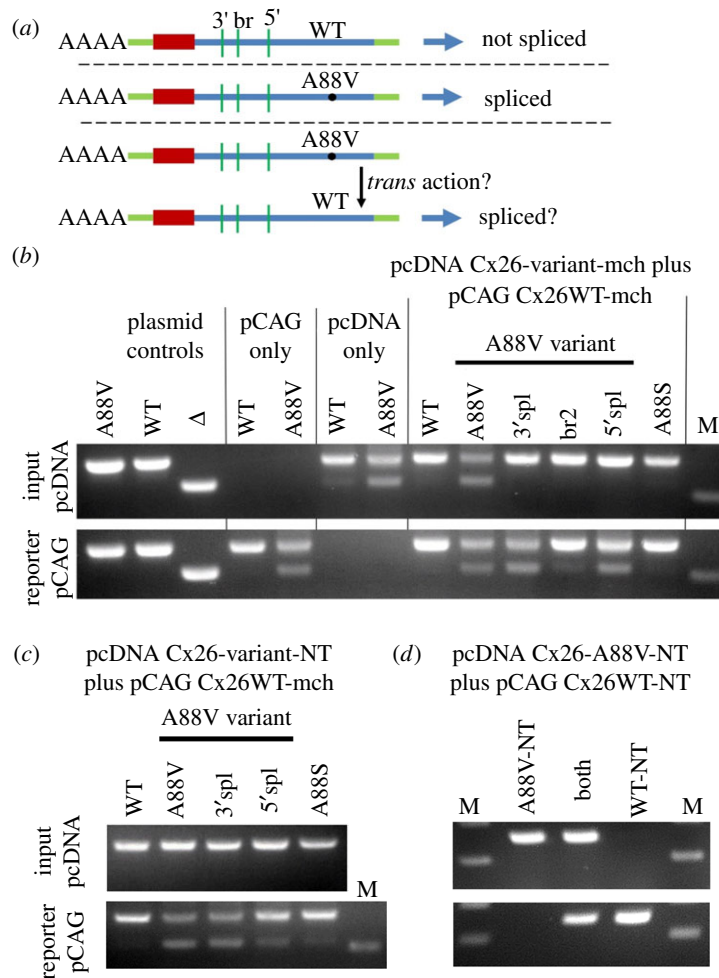 (a)
3' br 5' WT
AAAA not spliced
A88V
AAAA spliced
A88V
AAAA
trans action?
WT
AAAA spliced?
(b)
pcDNA Cx26-variant-mch plus
pCAG Cx26WT-mch
plasmid controls
pCAG only
pcDNA only
A88V variant
A88V WT Δ WT A88V WT A88V WT A88V 3′spl br2 5′spl A88S M
input pcDNA
reporter pCAG
(c) pcDNA Cx26-variant-NT
plus pCAG Cx26WT-mch
A88V variant
WT A88V 3′spl 5′spl A88S
input pcDNA
M
reporter pCAG
(d) pcDNA Cx26-A88V-NT
plus pCAG Cx26WT-NT
M A88V-NT both WT-NT M